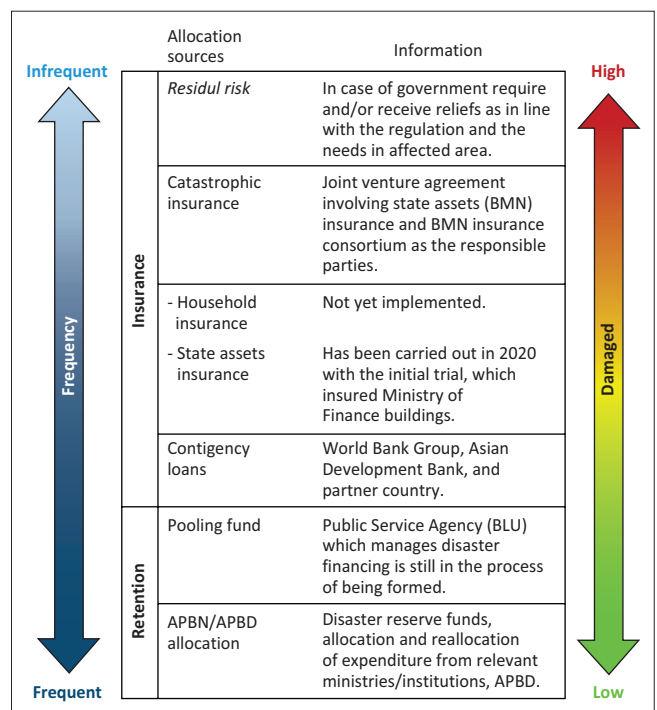 Allocation
sources
Information
Infrequent
High
Residul risk
In case of government require
and/or receive reliefs as in line
with the regulation and the
needs in affected area.
Catastrophic
insurance
Joint venture agreement
involving state assets (BMN)
insurance and BMN insurance
consortium as the responsible
parties.
Insurance
- Household
insurance
Not yet implemented.
- State assets
insurance
Has been carried out in 2020
with the initial trial, which
insured Ministry of
Finance buildings.
Frequency
Damaged
Contigency
loans
World Bank Group, Asian
Development Bank, and
partner country.
Retention
Pooling fund
Public Service Agency (BLU)
which manages disaster
financing is still in the process
of being formed.
APBN/APBD
allocation
Disaster reserve funds,
allocation and reallocation
of expenditure from relevant
ministries/institutions, APBD.
Frequent
Low